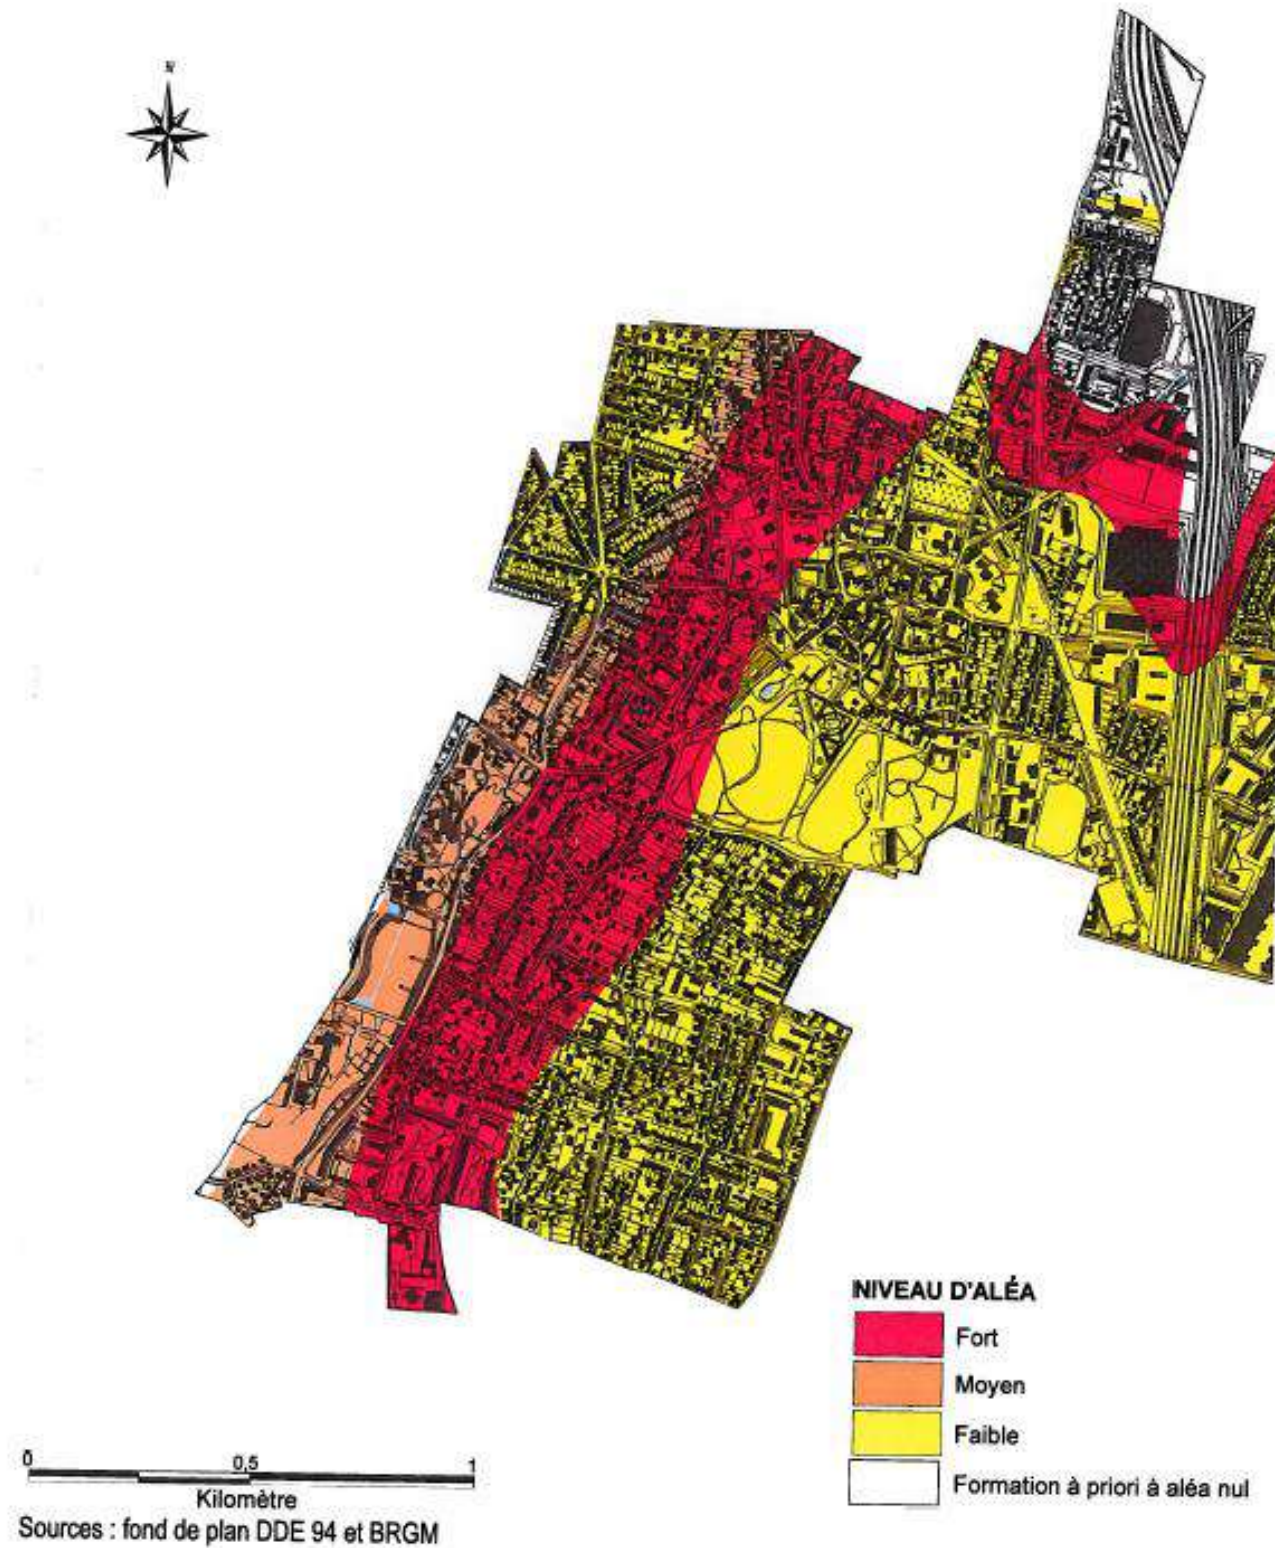 N
NIVEAU D'ALÉA
Fort
Moyen
Faible
Formation à priori à aléa nul
0 0,5 1
Kilomètre
Sources : fond de plan DDE 94 et BRGM